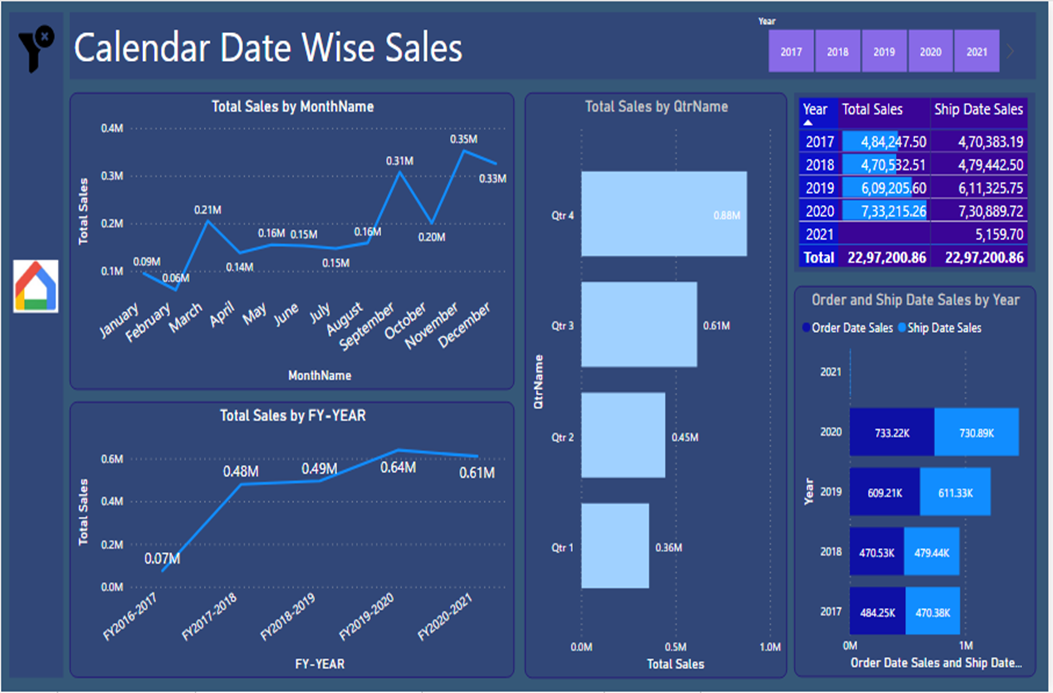 Calendar Date Wise Sales
Year
2017 2018 2019 2020 2021
Total Sales by MonthName
Total Sales
0.4M
0.3M
0.2M
0.1M
0.09M
0.06M
0.21M
0.14M
0.16M
0.15M
0.15M
0.16M
0.31M
0.20M
0.35M
0.33M
January
February
March
April
May
June
July
August
September
October
November
December
MonthName
Total Sales by FY-YEAR
Total Sales
0.6M
0.4M
0.2M
0.0M
0.07M
0.48M
0.49M
0.64M
0.61M
FY2016-2017
FY2017-2018
FY2018-2019
FY2019-2020
FY2020-2021
FY-YEAR
Total Sales by QtrName
QtrName
Qtr 4
0.88M
Qtr 3
0.61M
Qtr 2
0.45M
Qtr 1
0.36M
0.0M 0.5M 1.0M
Total Sales
Year Total Sales Ship Date Sales
2017 4,84,247.50 4,70,383.19
2018 4,70,532.51 4,79,442.50
2019 6,09,205.60 6,11,325.75
2020 7,33,215.26 7,30,889.72
2021 5,159.70
Total 22,97,200.86 22,97,200.86
Order and Ship Date Sales by Year
Order Date Sales Ship Date Sales
Year
2021
2020 733.22K 730.89K
2019 609.21K 611.33K
2018 470.53K 479.44K
2017 484.25K 470.38K
0M 1M
Order Date Sales and Ship Date...